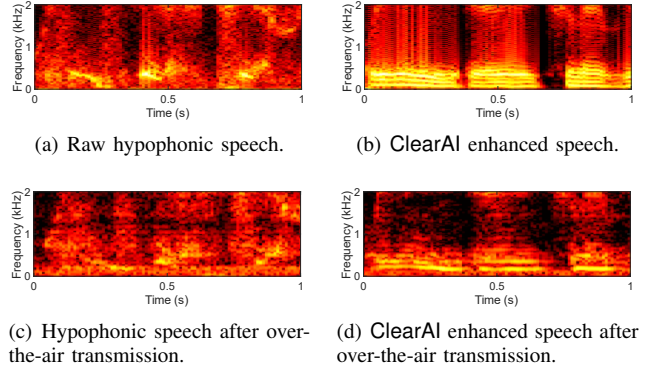 Frequency (kHz)
2
1
0
0
0.5
1
Time (s)
Frequency (kHz)
2
1
0
0
0.5
1
Time (s)
(a) Raw hypophonic speech.
(b) ClearAI enhanced speech.
Frequency (kHz)
2
1
0
0
0.5
1
Time (s)
Frequency (kHz)
2
1
0
0
0.5
1
Time (s)
(c) Hypophonic speech after over-
the-air transmission.
(d) ClearAI enhanced speech after
over-the-air transmission.